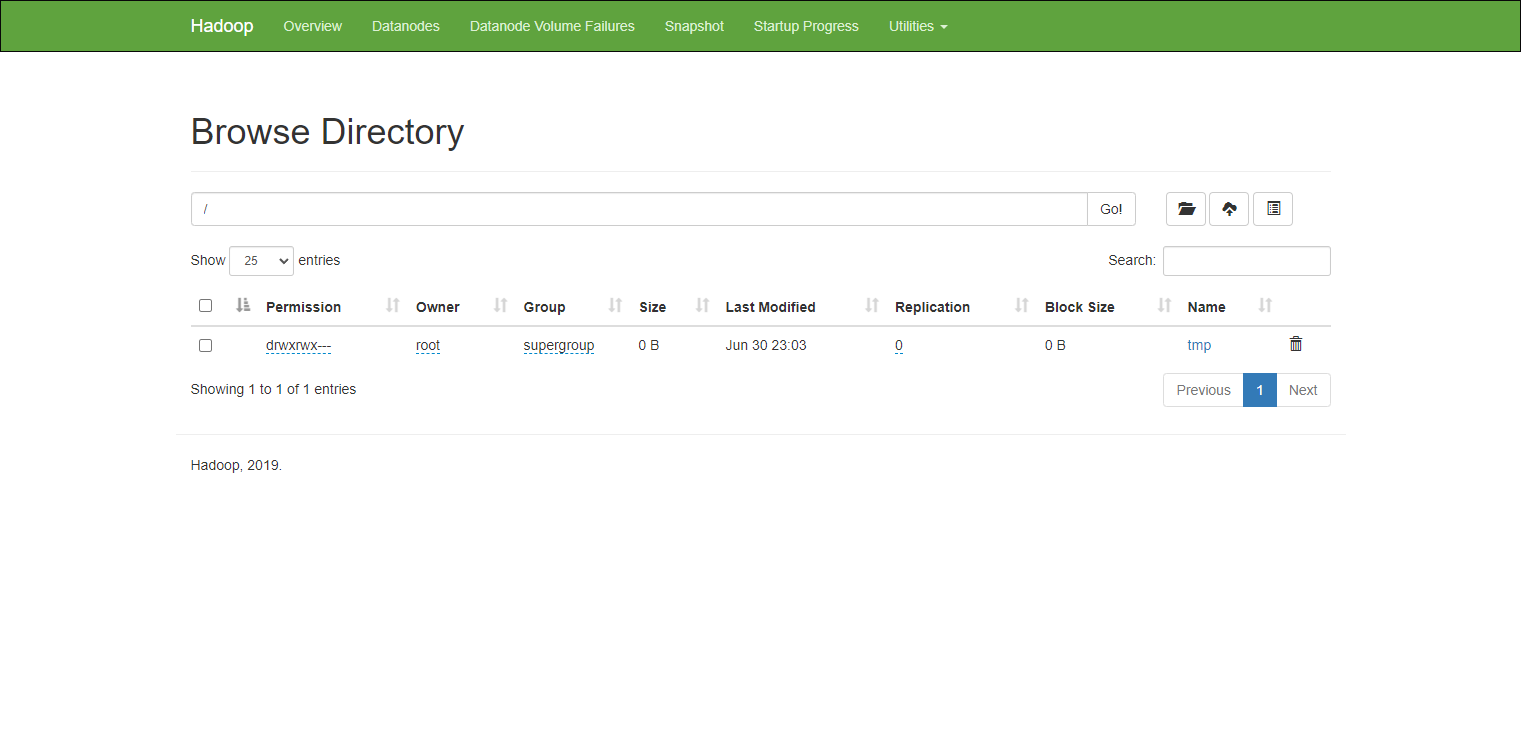 Hadoop Overview Datanodes Datanode Volume Failures Snapshot Startup Progress Utilities
Browse Directory
/ Go!
Show 25 entries Search:
Permission Owner Group Size Last Modified Replication Block Size Name
drwxrwx--- root supergroup 0 B Jun 30 23:03 0 0 B tmp
Showing 1 to 1 of 1 entries Previous 1 Next
Hadoop, 2019.